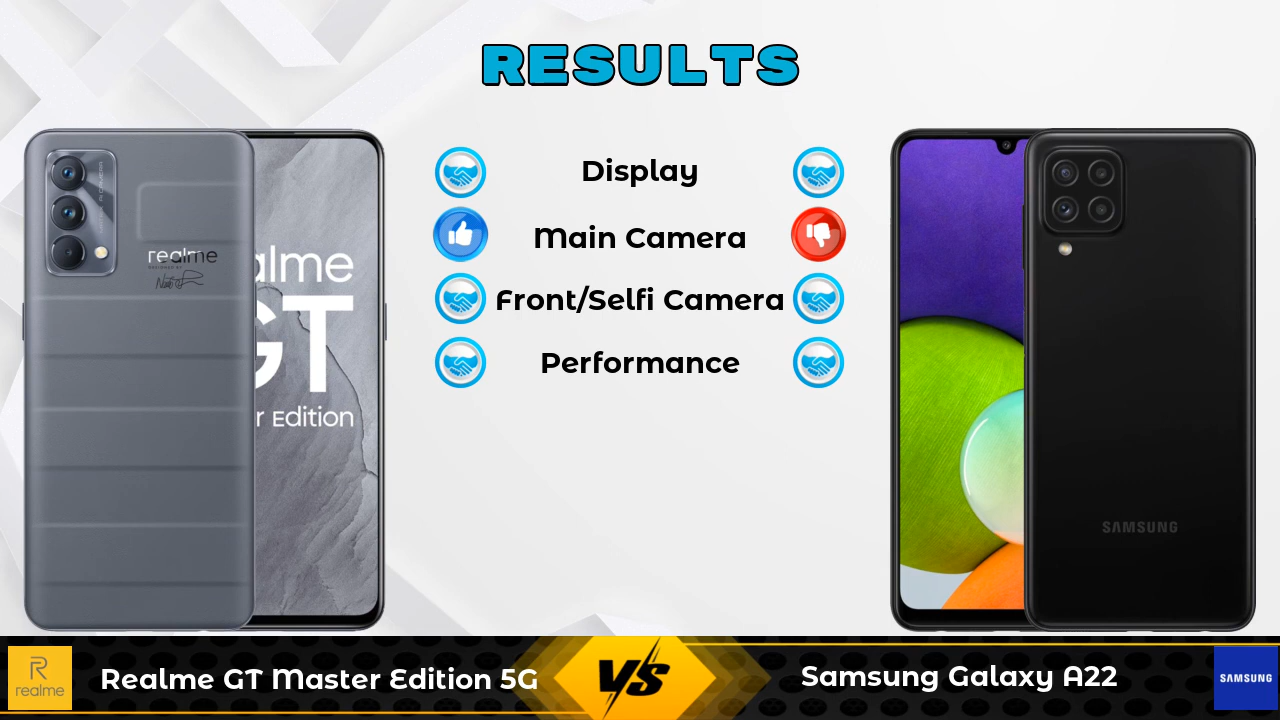 RESULTS
Display
Main Camera
Front/Selfi Camera
Performance
realme
alme
GT
r Edition
SAMSUNG
R
realme
Realme GT Master Edition 5G
VS
Samsung Galaxy A22
SAMSUNG